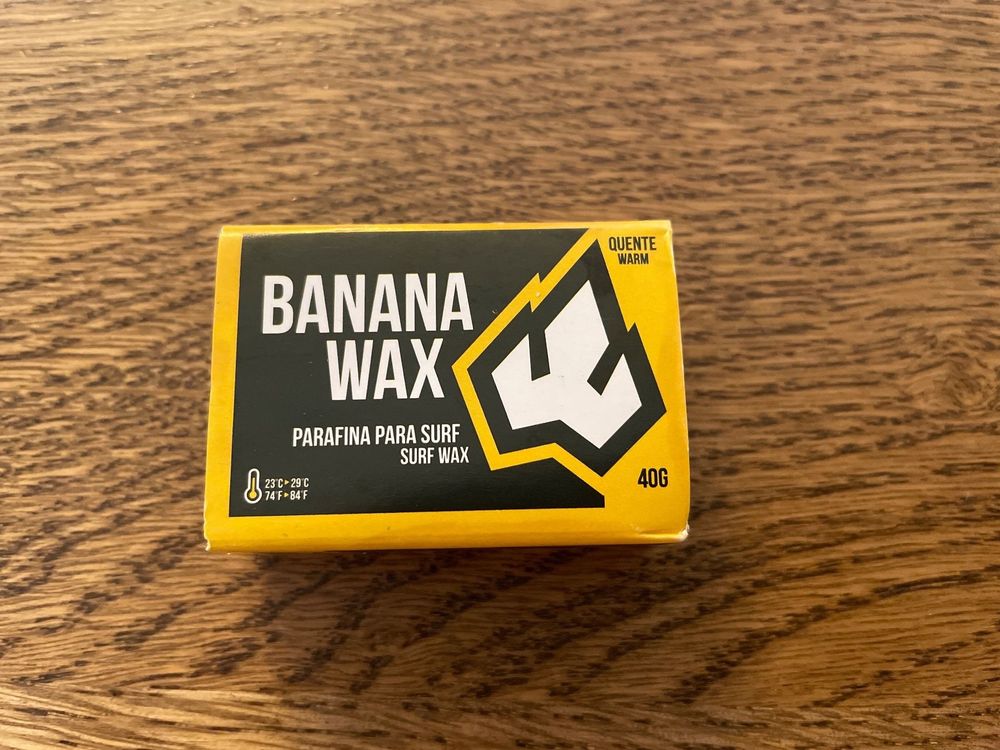 QUENTE
WARM
BANANA
WAX
PARAFINA PARA SURF
SURF WAX
23°C▸29°C
74°F▸84°F
40G